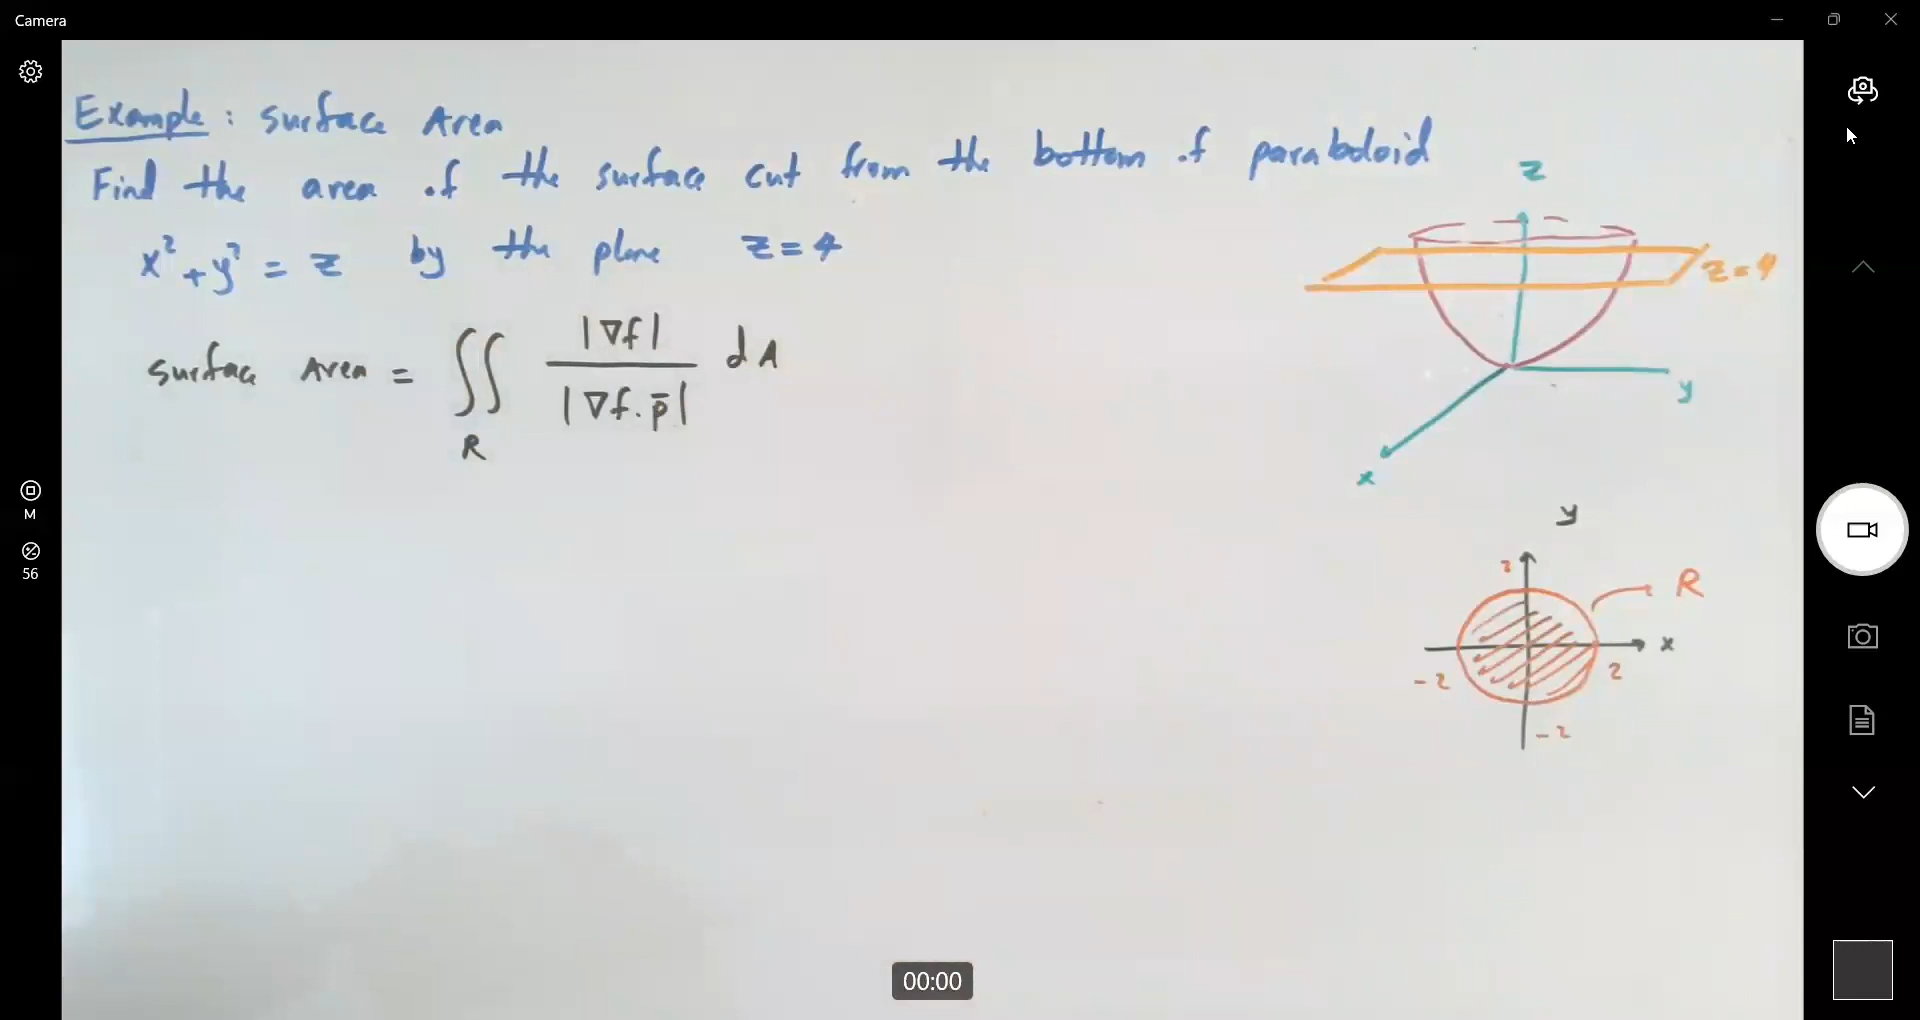 Camera
Example: Surface Area
Find the area of the surface cut from the bottom of paraboloid
x² + y² = z by the plane z = 4
z
z = 4
Surface Area = ∬ |∇f| / |∇f · p̄| dA
R
y
x
y
2
R
x
-2
2
-2
M
56
00:00